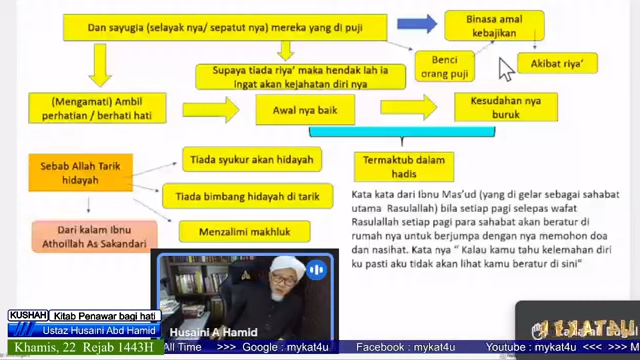 Dan sayugia (selayak nya/ sepatut nya) mereka yang di puji
Binasa amal
kebajikan
Benci
orang puji
Akibat riya'
Supaya tiada riya' maka hendak lah ia
ingat akan kejahatan diri nya
(Mengamati) Ambil
perhatian / berhati hati
Awal nya baik
Kesudahan nya
buruk
Termaktub dalam
hadis
Sebab Allah Tarik
hidayah
Tiada syukur akan hidayah
Tiada bimbang hidayah di tarik
Menzalimi makhluk
Dari kalam Ibnu
Athoillah As Sakandari
Kata kata dari Ibnu Mas'ud (yang di gelar sebagai sahabat
utama Rasulallah) bila setiap pagi selepas wafat
Rasulallah setiap pagi para sahabat akan beratur di
rumah nya untuk berjumpa dengan nya memohon doa
dan nasihat. Kata nya " Kalau kamu tahu kelemahan diri
ku pasti aku tidak akan lihat kamu beratur di sini"
Husaini A Hamid
KUSHAH Kitab Penawar bagi hati
Ustaz Husaini Abd Hamid
Khamis, 22 Rejab 1443H
All Time >>> Google : mykat4u >>> Facebook : mykat4u >>> Youtube : mykat4u >>>